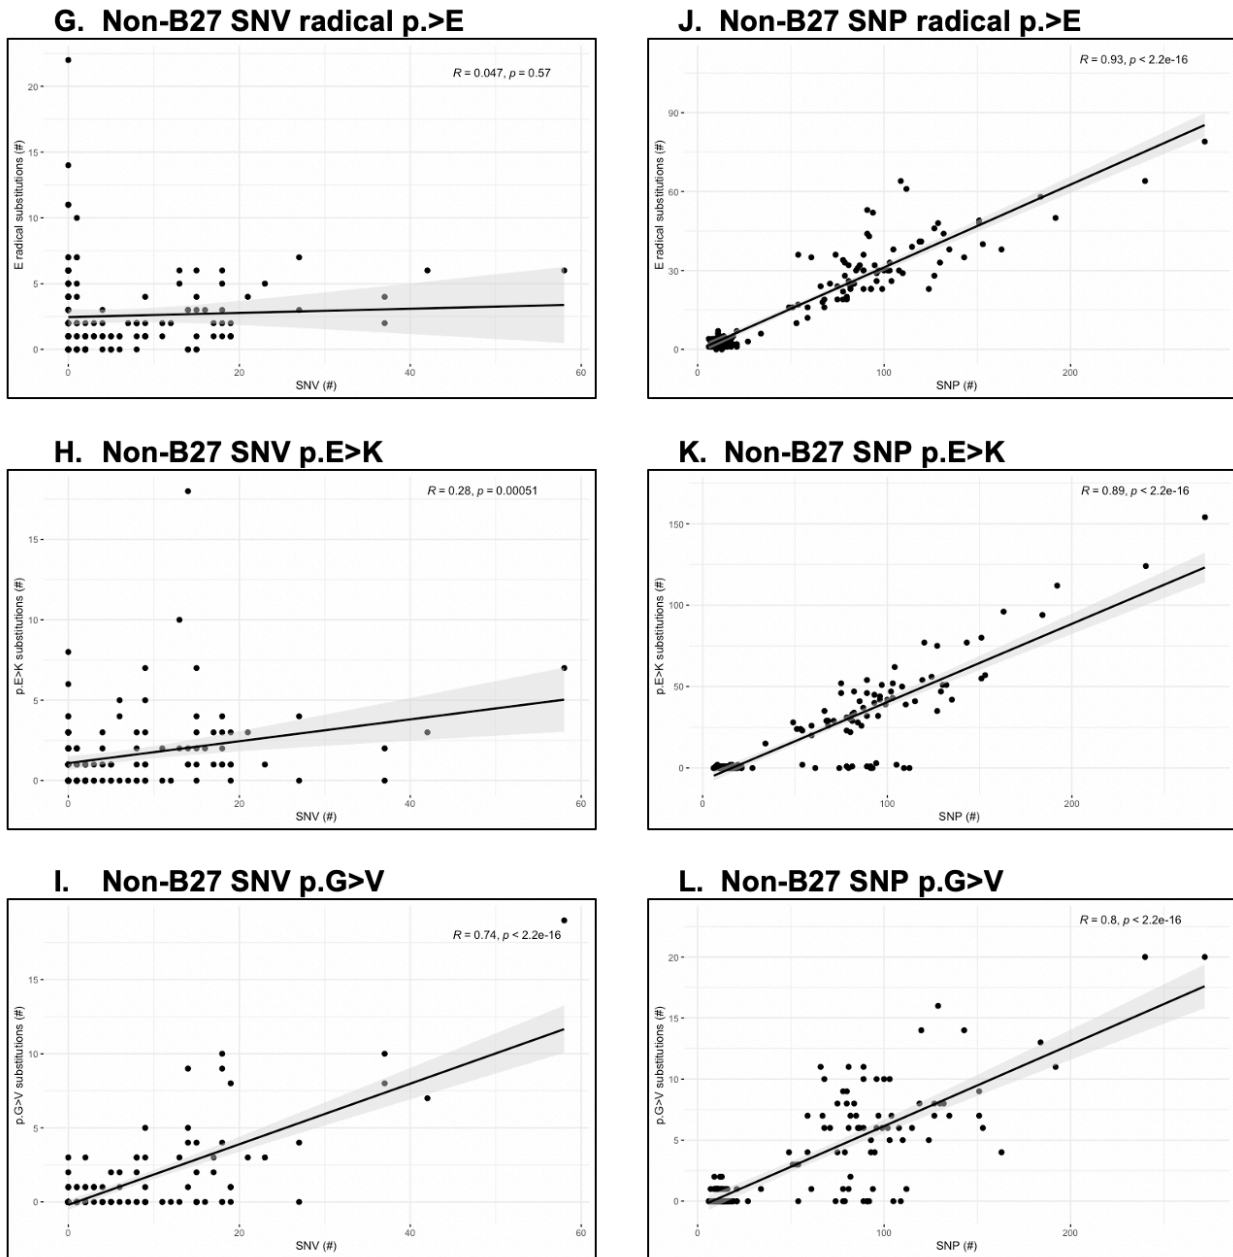 G. Non-B27 SNV radical p.>E
R = 0.047, p = 0.57
E radical substitutions (#)
20
15
10
5
0
0 20 40 60
SNV (#)
J. Non-B27 SNP radical p.>E
R = 0.93, p < 2.2e-16
E radical substitutions (#)
90
60
30
0
0 100 200
SNP (#)
H. Non-B27 SNV p.E>K
R = 0.28, p = 0.00051
p.E>K substitutions (#)
15
10
5
0
0 20 40 60
SNV (#)
K. Non-B27 SNP p.E>K
R = 0.89, p < 2.2e-16
p.E>K substitutions (#)
150
100
50
0
0 100 200
SNP (#)
I. Non-B27 SNV p.G>V
R = 0.74, p < 2.2e-16
p.G>V substitutions (#)
15
10
5
0
0 20 40 60
SNV (#)
L. Non-B27 SNP p.G>V
R = 0.8, p < 2.2e-16
p.G>V substitutions (#)
20
15
10
5
0
0 100 200
SNP (#)